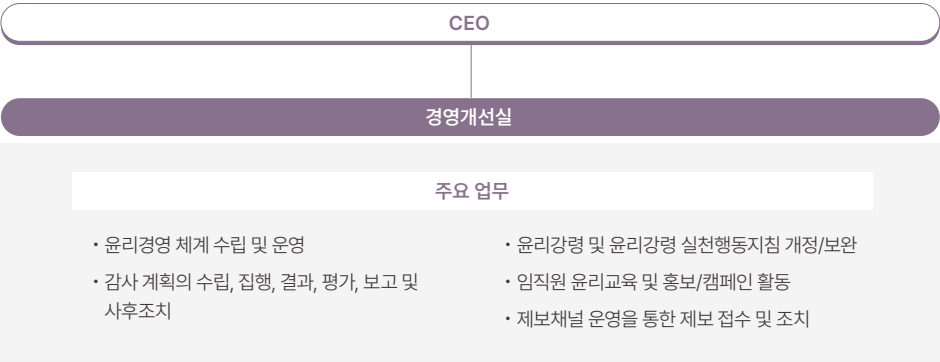 CEO
경영개선실
주요 업무
• 윤리경영 체계 수립 및 운영
• 감사 계획의 수립, 집행, 결과, 평가, 보고 및
사후조치
• 윤리강령 및 윤리강령 실천행동지침 개정/보완
• 임직원 윤리교육 및 홍보/캠페인 활동
• 제보채널 운영을 통한 제보 접수 및 조치